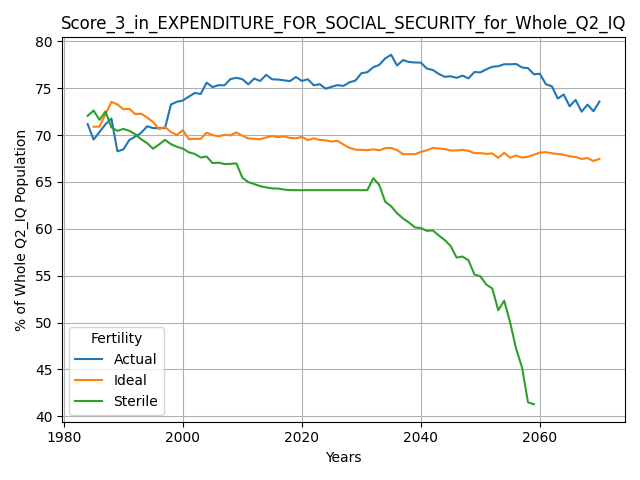 Score_3_in_EXPENDITURE_FOR_SOCIAL_SECURITY_for_Whole_Q2_IQ
% of Whole Q2_IQ Population
80
75
70
65
60
55
50
45
40
Fertility
Actual
Ideal
Sterile
1980
2000
2020
2040
2060
Years